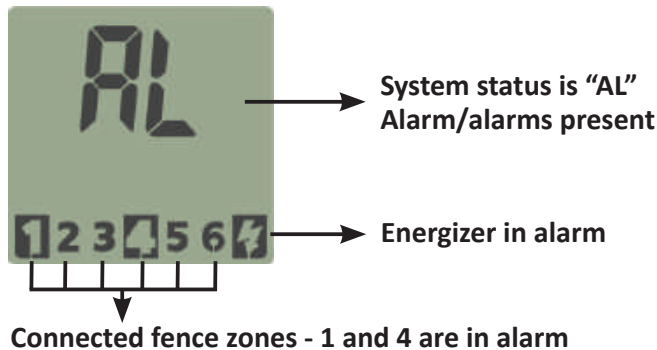 AL
System status is “AL”
Alarm/alarms present
1 2 3 4 5 6
Energizer in alarm
Connected fence zones - 1 and 4 are in alarm